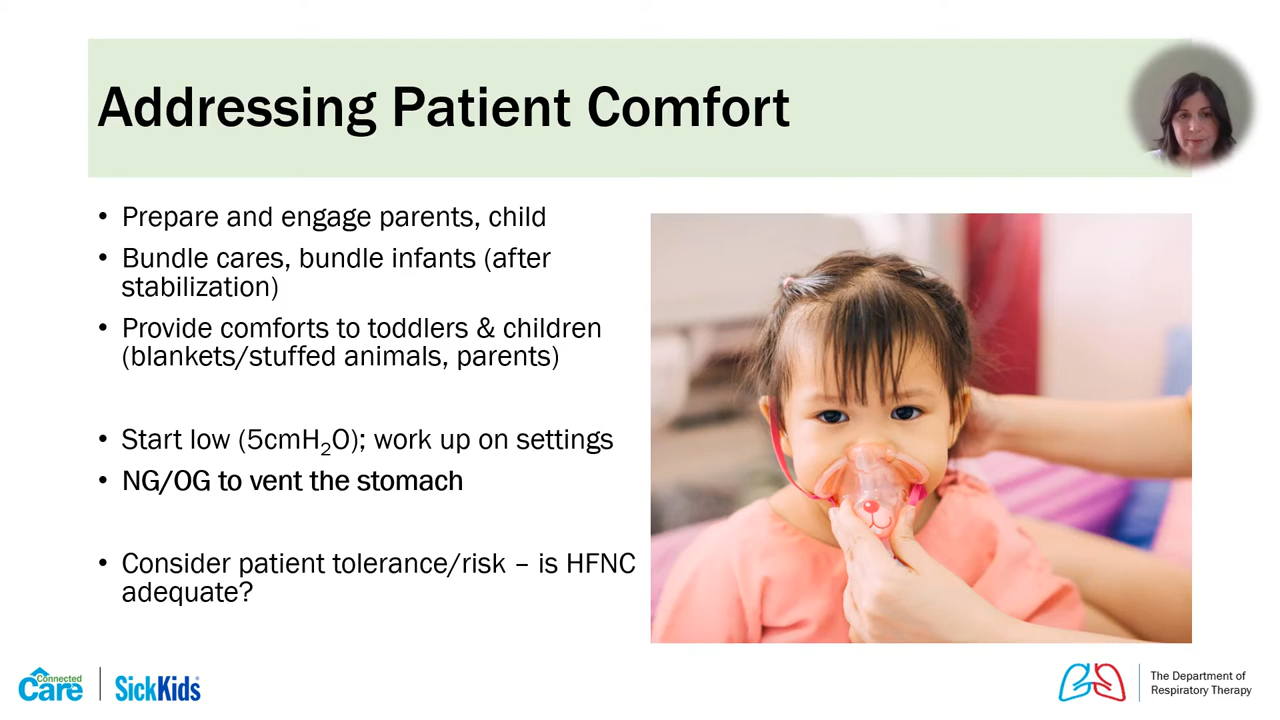 Addressing Patient Comfort
• Prepare and engage parents, child
• Bundle cares, bundle infants (after
stabilization)
• Provide comforts to toddlers & children
(blankets/stuffed animals, parents)
• Start low (5cmH₂O); work up on settings
• NG/OG to vent the stomach
• Consider patient tolerance/risk – is HFNC
adequate?
Connected
Care
SickKids
The Department of
Respiratory Therapy